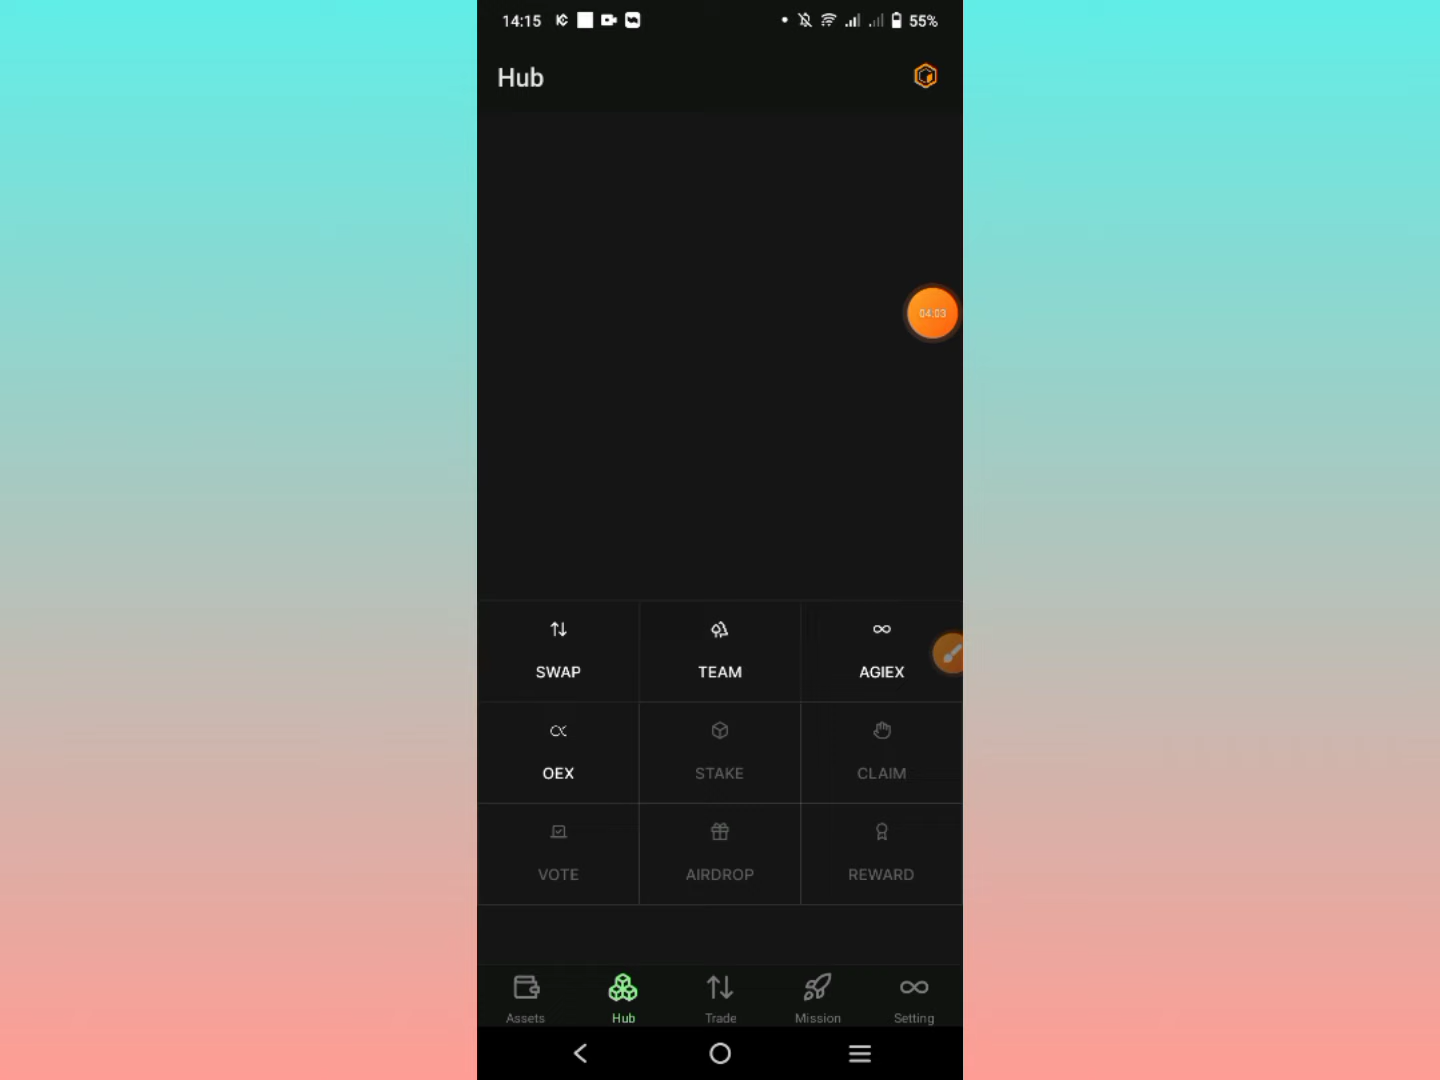 14:15
55%
Hub
04:03
SWAP TEAM AGIEX
OEX STAKE CLAIM
VOTE AIRDROP REWARD
Assets Hub Trade Mission Setting